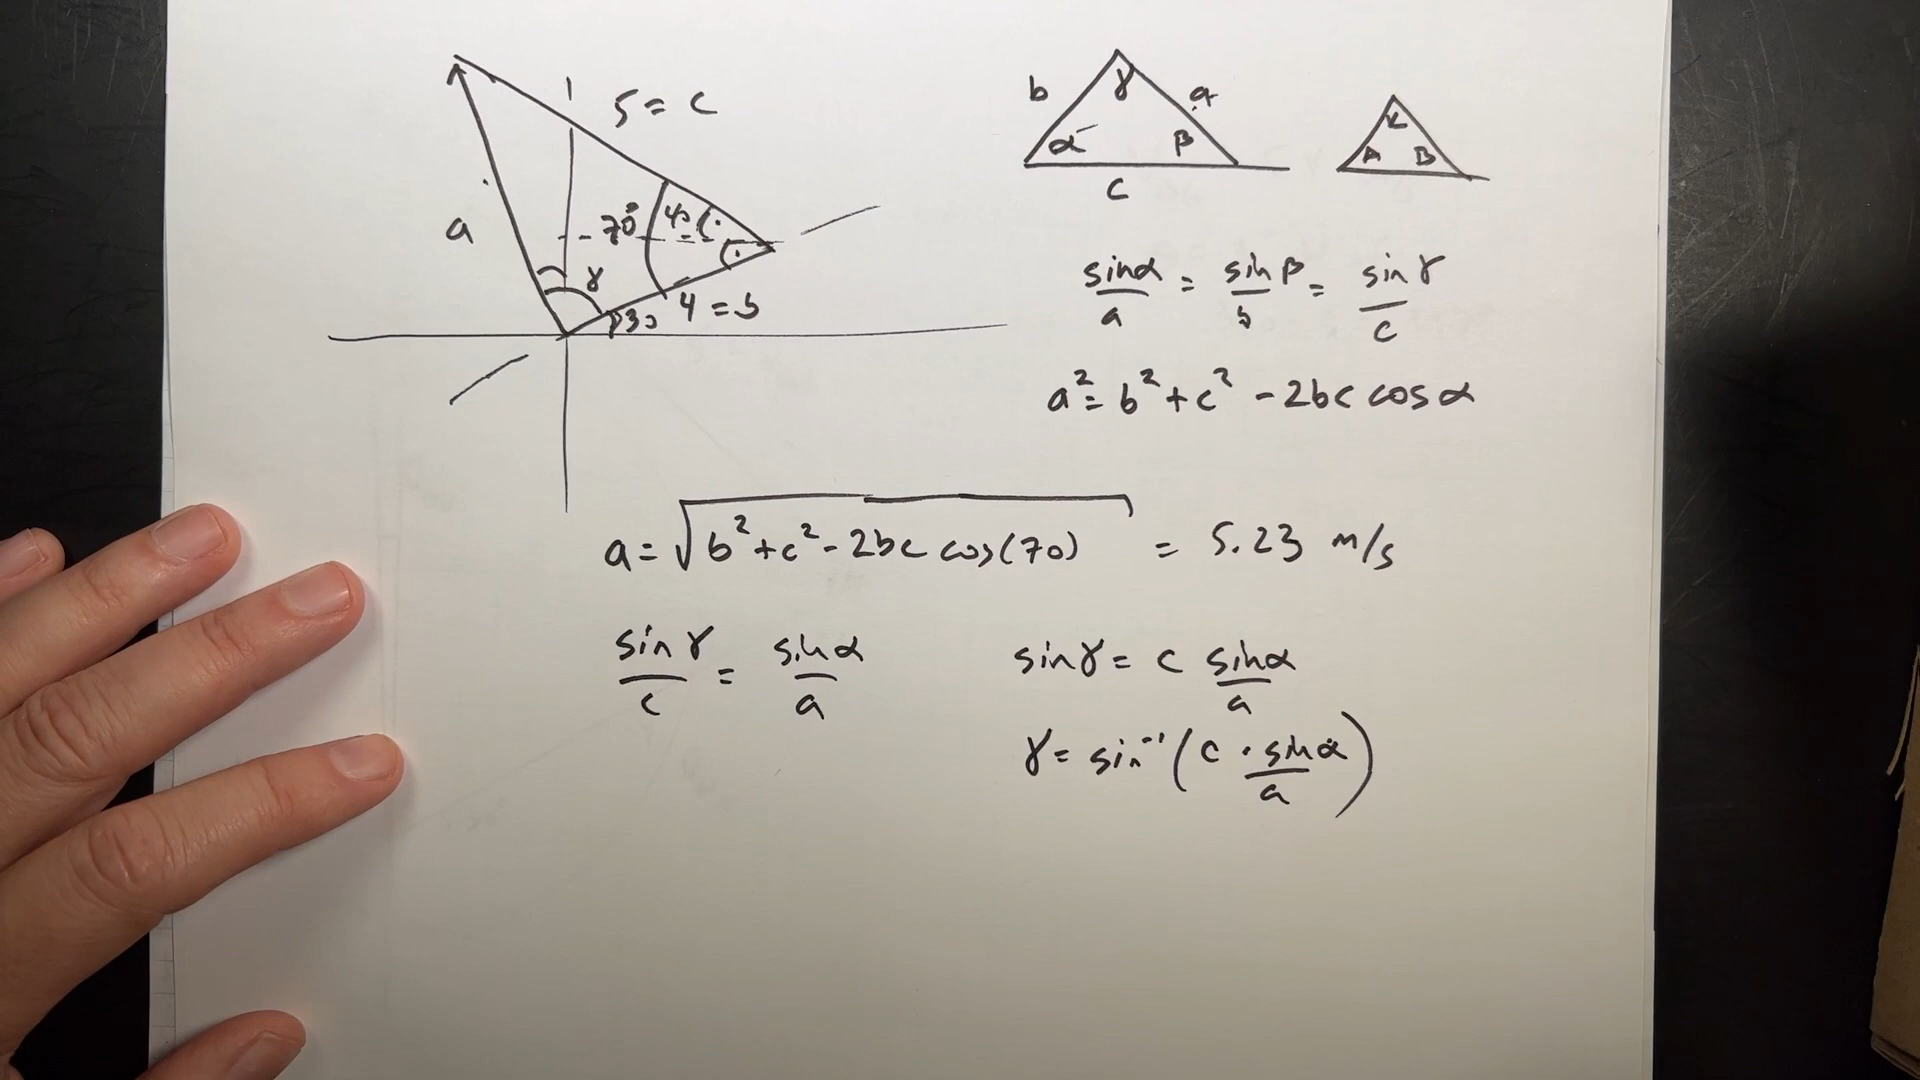 5 = c
a
70°
40
γ
30
4 = b
b
γ
a
α
β
c
A
B
sinα/a = sinβ/b = sinγ/c
a² = b² + c² - 2bc cosα
a = √(b² + c² - 2bc cos(70)) = 5.23 m/s
sinγ/c = sinα/a
sinγ = c sinα/a
γ = sin⁻¹(c · sinα/a)